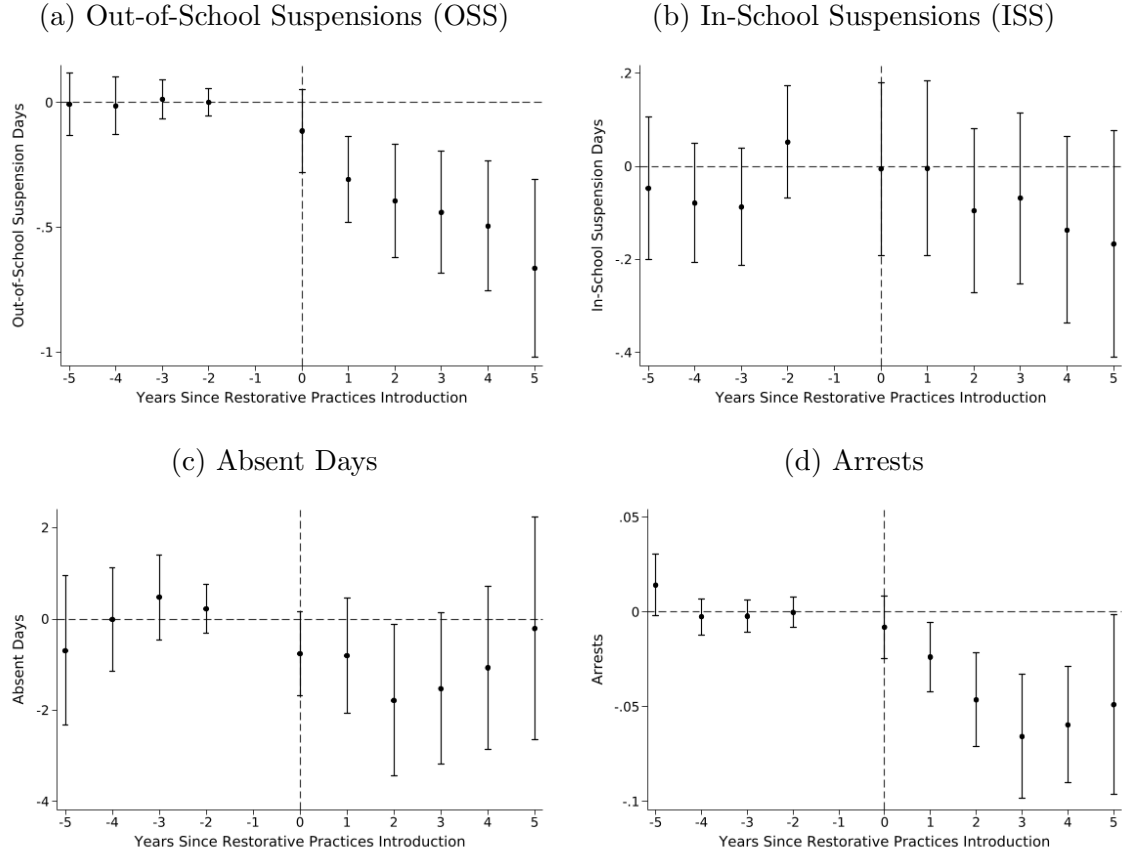 (a) Out-of-School Suspensions (OSS)
Out-of-School Suspension Days
0
-.5
-1
-5 -4 -3 -2 -1 0 1 2 3 4 5
Years Since Restorative Practices Introduction
(b) In-School Suspensions (ISS)
In-School Suspension Days
.2
0
-.2
-.4
-5 -4 -3 -2 -1 0 1 2 3 4 5
Years Since Restorative Practices Introduction
(c) Absent Days
Absent Days
2
0
-2
-4
-5 -4 -3 -2 -1 0 1 2 3 4 5
Years Since Restorative Practices Introduction
(d) Arrests
Arrests
.05
0
-.05
-.1
-5 -4 -3 -2 -1 0 1 2 3 4 5
Years Since Restorative Practices Introduction